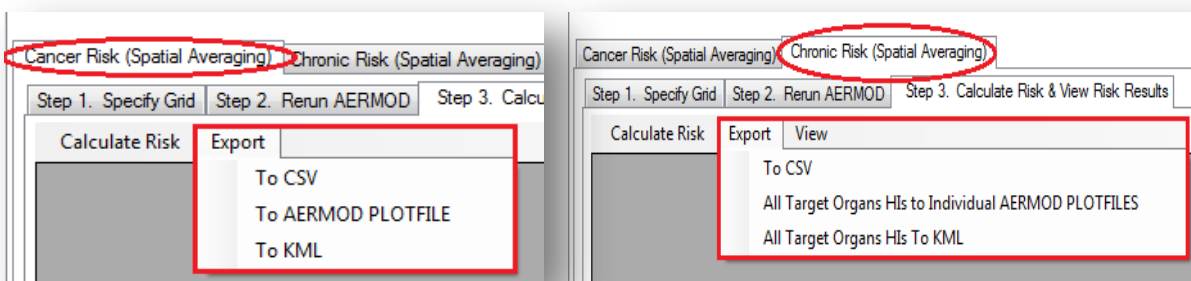 Cancer Risk (Spatial Averaging) Chronic Risk (Spatial Averaging)
Step 1. Specify Grid Step 2. Rerun AERMOD Step 3. Calcu
Calculate Risk Export
To CSV
To AERMOD PLOTFILE
To KML
Cancer Risk (Spatial Averaging) Chronic Risk (Spatial Averaging)
Step 1. Specify Grid Step 2. Rerun AERMOD Step 3. Calculate Risk & View Risk Results
Calculate Risk Export View
To CSV
All Target Organs HIs to Individual AERMOD PLOTFILES
All Target Organs HIs To KML